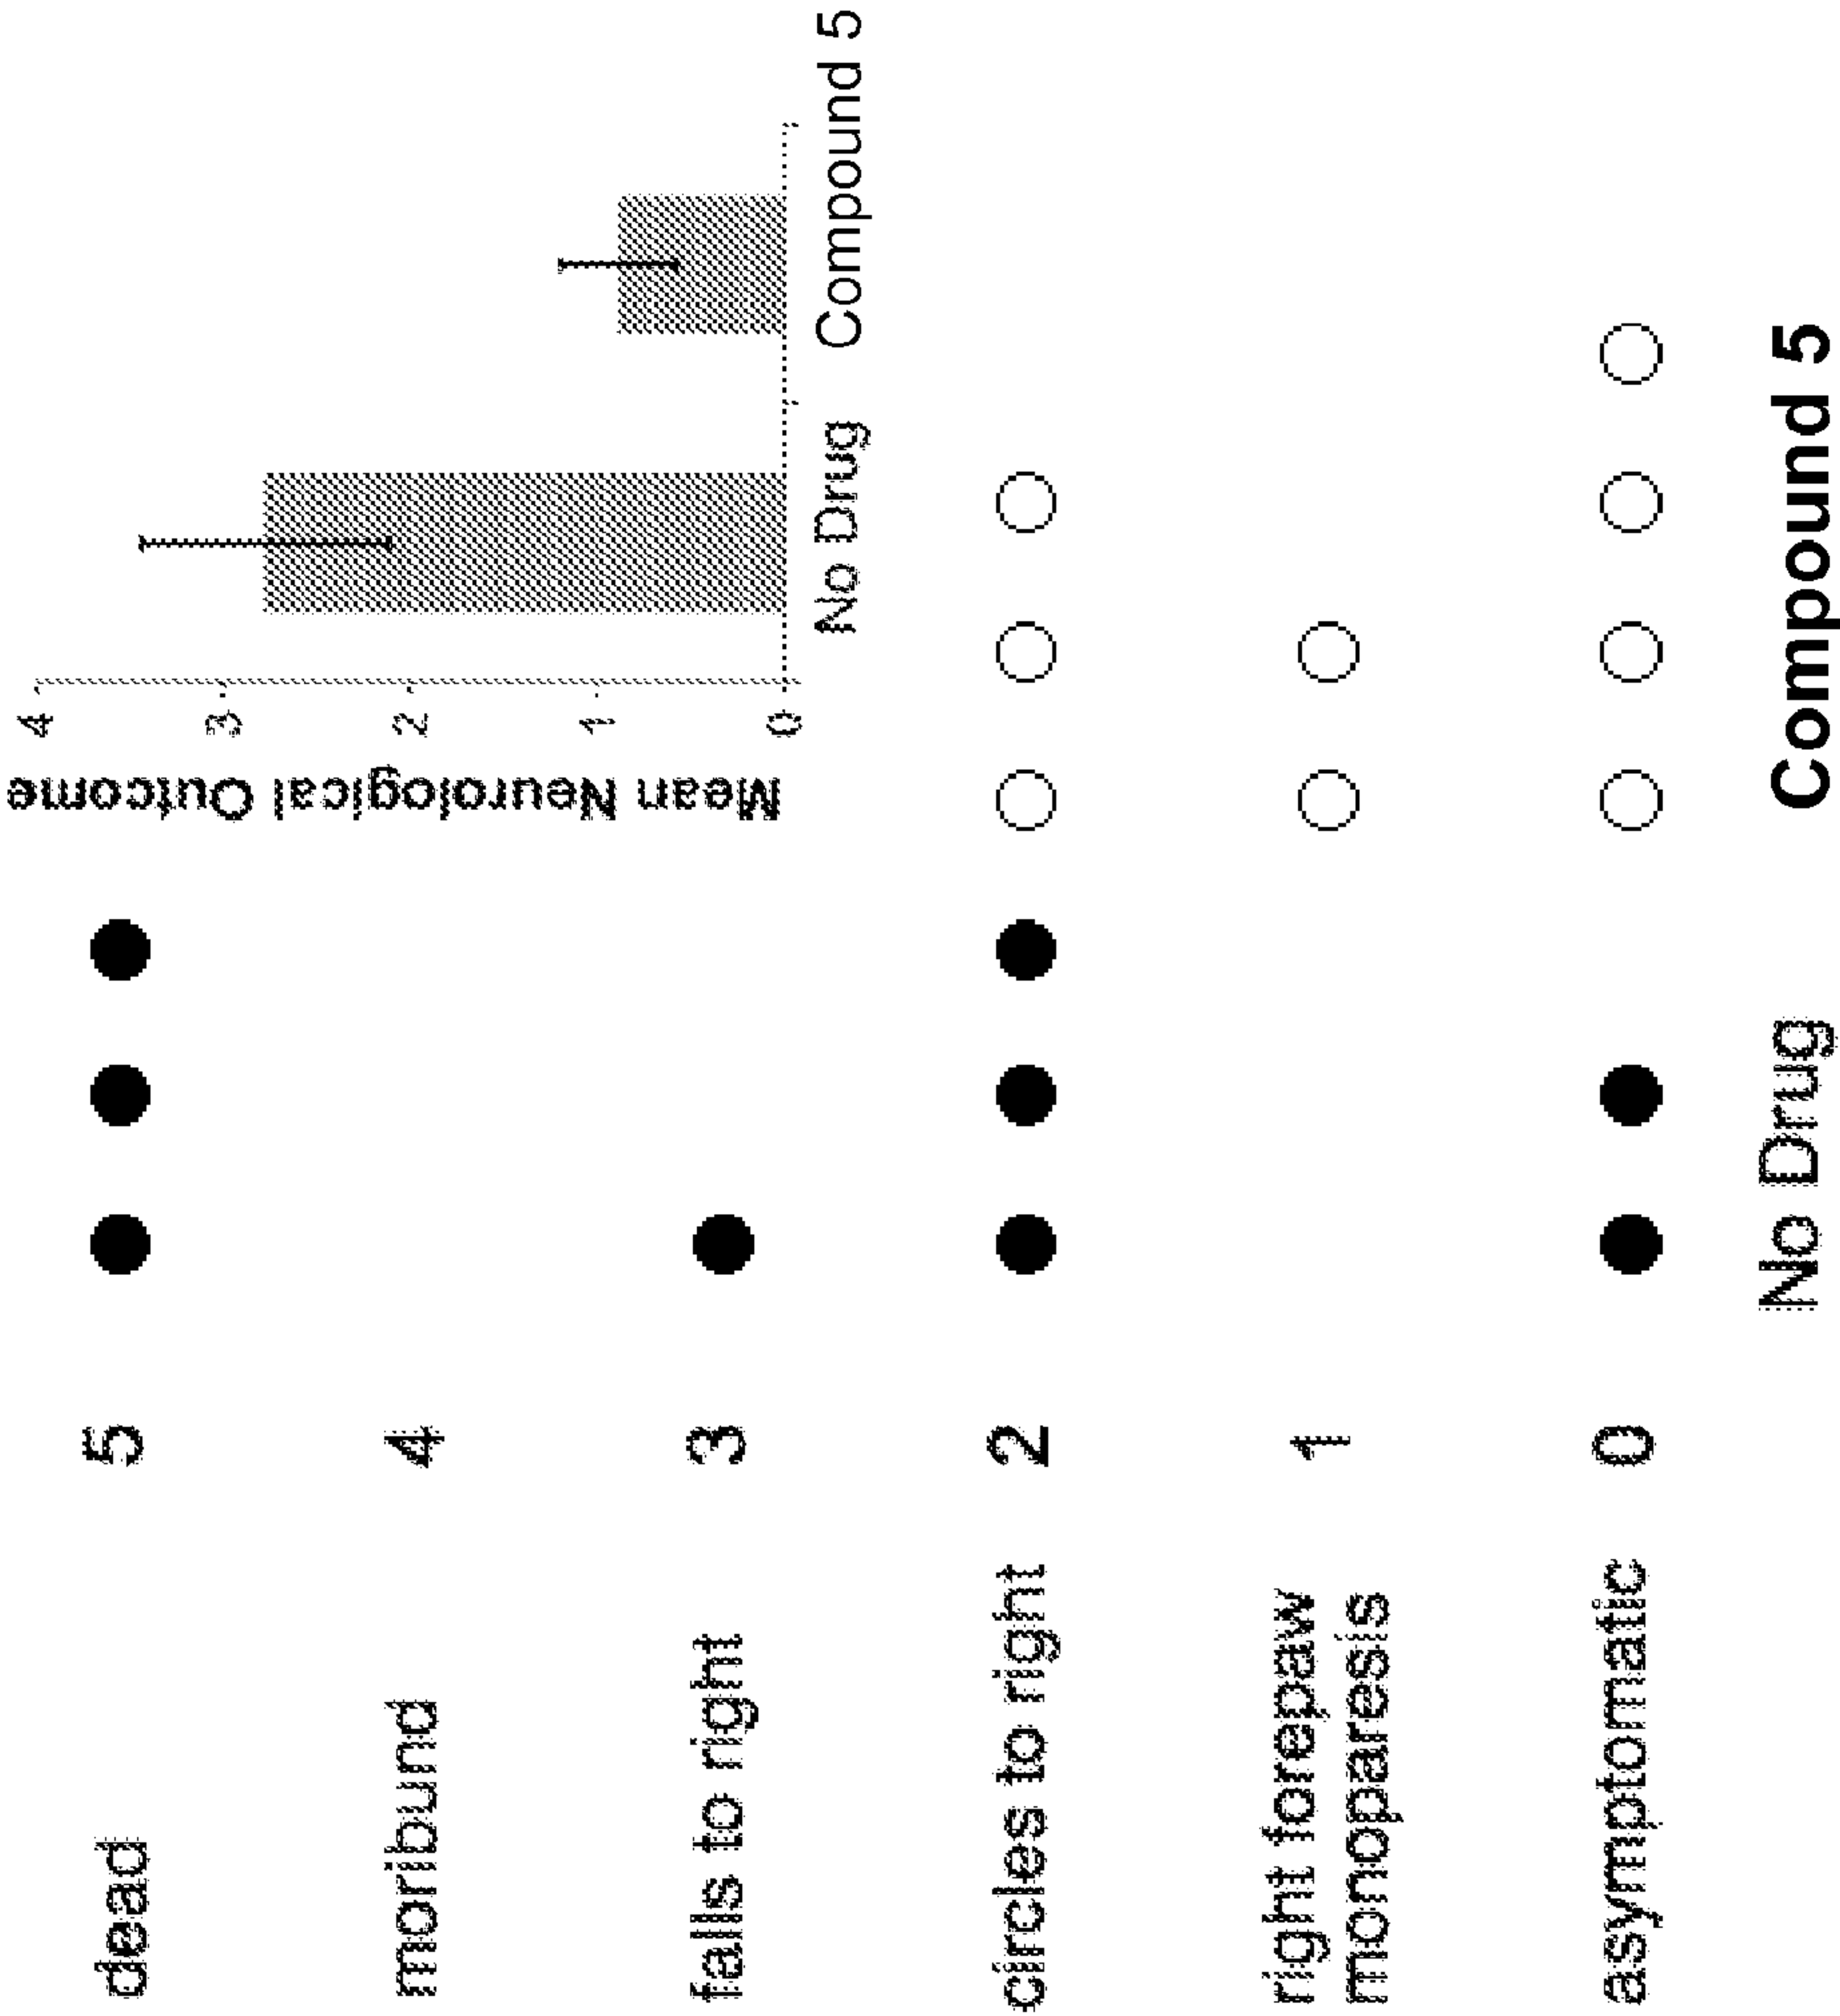 dead 5
moribund 4
falls to right 3
circles to right 2
right forepaw
monoparesis 1
asymptomatic 0
No Drug Compound 5
Mean Neurological Outcome
4
3
2
1
0
No Drug Compound 5